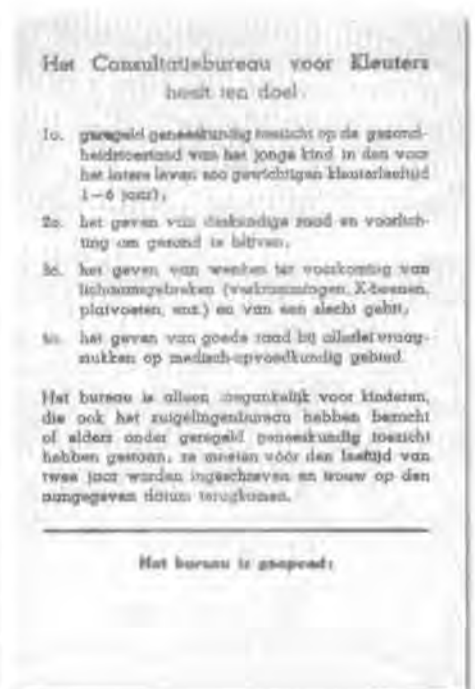 Het Consultatiebureau voor Kleuters
heeft ten doel:
1o. geregeld geneeskundig toezicht op de gezond-
heidstoestand van het jonge kind in den voor
het latere leven zoo gewichtigen kleuterleeftijd
1—6 jaar);
2o. het geven van deskundige raad en voorlich-
ting om gezond te blijven;
3o. het geven van wenken ter voorkoming van
lichaamsgebreken (verkrommingen, X-beenen,
platvoeten, enz.) en van een slecht gebit;
4o. het geven van goede raad bij allerlei vraag-
stukken op medisch-opvoedkundig gebied.
Het bureau is alleen toegankelijk voor kinderen,
die ook het zuigelingenbureau hebben bezocht
of elders onder geregeld geneeskundig toezicht
hebben gestaan; ze moeten vóór den leeftijd van
twee jaar worden ingeschreven en trouw op den
aangegeven datum terugkomen.
Het bureau is geopend: